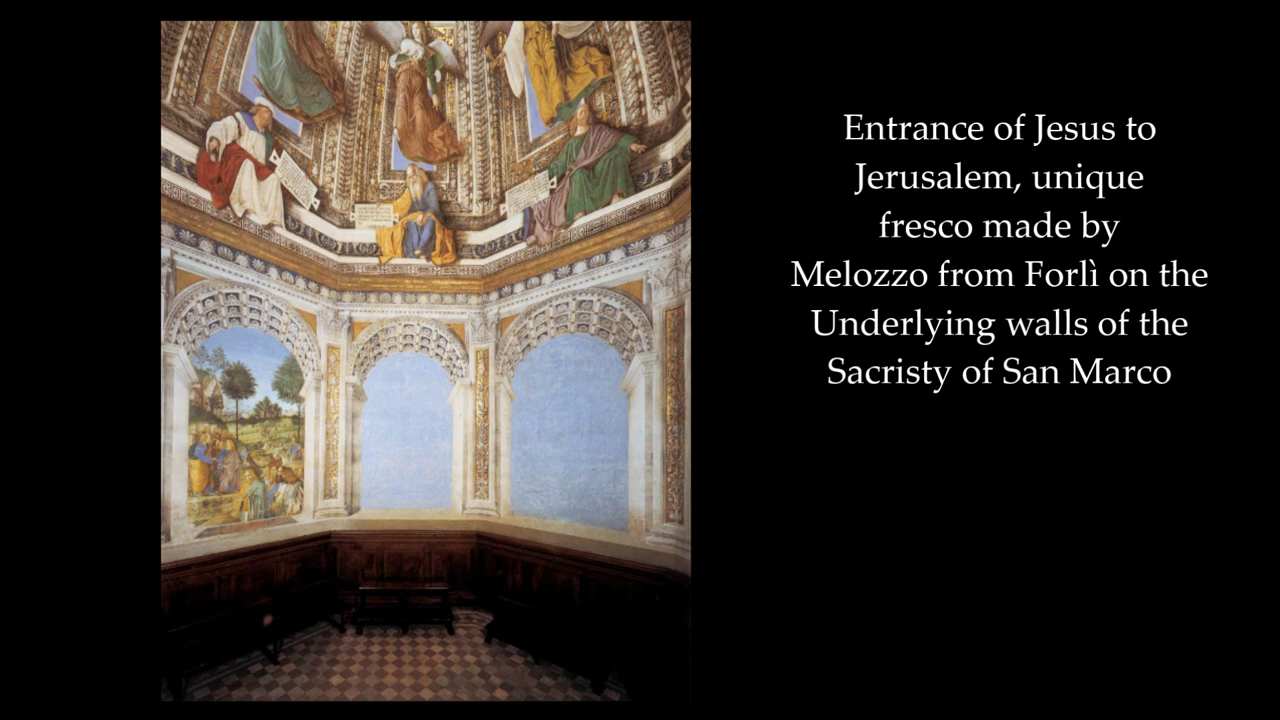 Entrance of Jesus to
Jerusalem, unique
fresco made by
Melozzo from Forlì on the
Underlying walls of the
Sacristy of San Marco